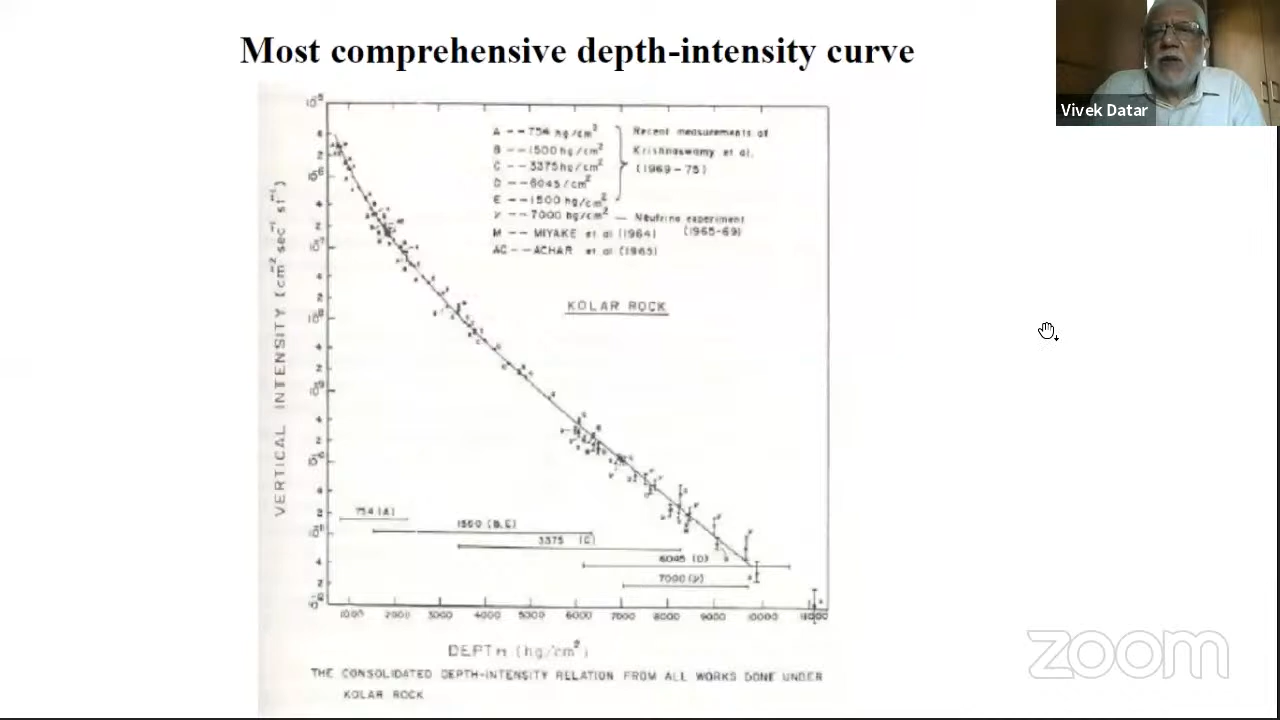 Most comprehensive depth-intensity curve
Vivek Datar
A -- 754 hg/cm²
B -- 1500 hg/cm²
C -- 3375 hg/cm²
D -- 6045/cm²
E -- 1500 hg/cm²
Recent measurements of
Krishnaswamy et al.
(1969-75)
ν -- 7000 hg/cm² — Neutrino experiment
(1965-69)
M -- MIYAKE et al (1964)
AC -- ACHAR et al (1965)
KOLAR ROCK
VERTICAL INTENSITY (cm⁻² sec⁻¹ st⁻¹)
754 (A)
1500 (B,E)
3375 (C)
6045 (D)
7000 (ν)
1000 2000 3000 4000 5000 6000 7000 8000 9000 10000 11000
DEPTH (hg/cm²)
THE CONSOLIDATED DEPTH-INTENSITY RELATION FROM ALL WORKS DONE UNDER
KOLAR ROCK
zoom